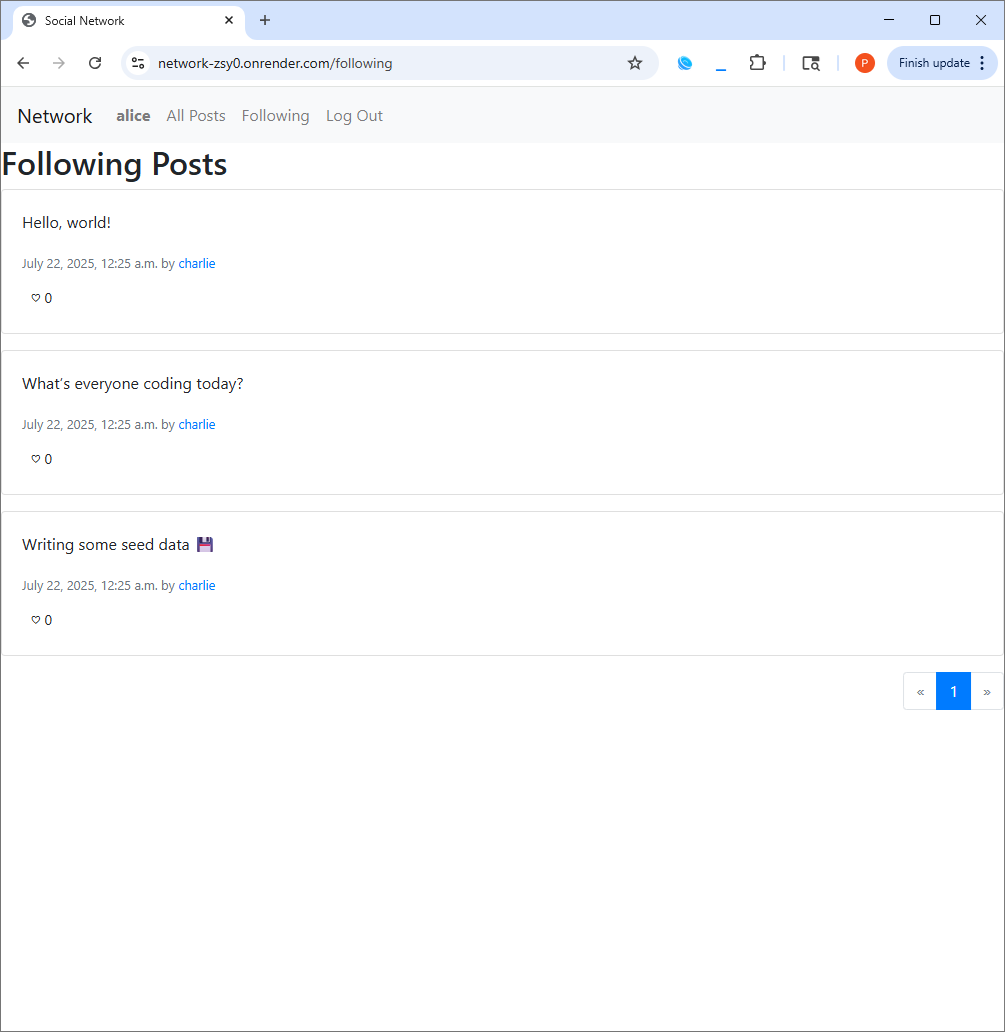 Social Network
network-zsy0.onrender.com/following
P
Finish update
Network alice All Posts Following Log Out
Following Posts
Hello, world!
July 22, 2025, 12:25 a.m. by charlie
♡ 0
What’s everyone coding today?
July 22, 2025, 12:25 a.m. by charlie
♡ 0
Writing some seed data 💾
July 22, 2025, 12:25 a.m. by charlie
♡ 0
« 1 »